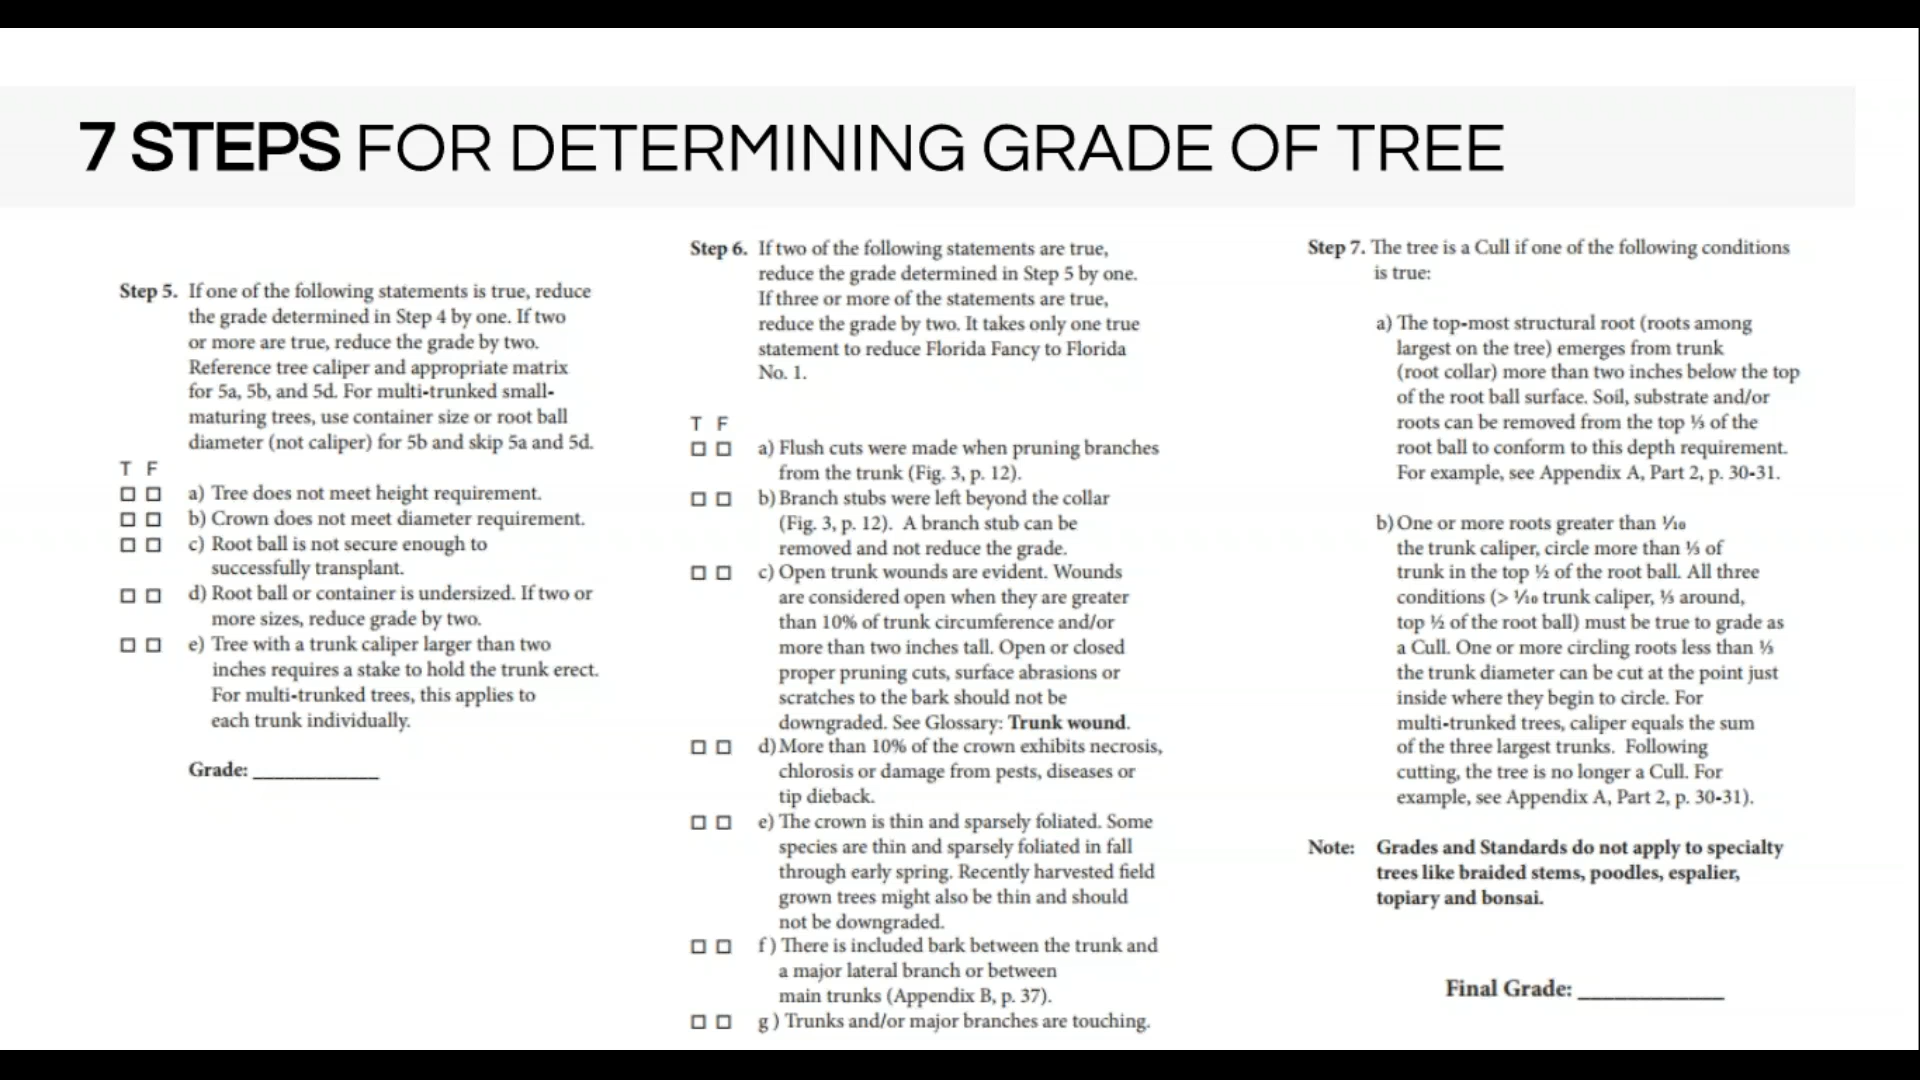 7 STEPS FOR DETERMINING GRADE OF TREE
Step 5. If one of the following statements is true, reduce
the grade determined in Step 4 by one. If two
or more are true, reduce the grade by two.
Reference tree caliper and appropriate matrix
for 5a, 5b, and 5d. For multi-trunked small-
maturing trees, use container size or root ball
diameter (not caliper) for 5b and skip 5a and 5d.
T F
a) Tree does not meet height requirement.
b) Crown does not meet diameter requirement.
c) Root ball is not secure enough to
successfully transplant.
d) Root ball or container is undersized. If two or
more sizes, reduce grade by two.
e) Tree with a trunk caliper larger than two
inches requires a stake to hold the trunk erect.
For multi-trunked trees, this applies to
each trunk individually.
Grade: ____________
Step 6. If two of the following statements are true,
reduce the grade determined in Step 5 by one.
If three or more of the statements are true,
reduce the grade by two. It takes only one true
statement to reduce Florida Fancy to Florida
No. 1.
T F
a) Flush cuts were made when pruning branches
from the trunk (Fig. 3, p. 12).
b) Branch stubs were left beyond the collar
(Fig. 3, p. 12). A branch stub can be
removed and not reduce the grade.
c) Open trunk wounds are evident. Wounds
are considered open when they are greater
than 10% of trunk circumference and/or
more than two inches tall. Open or closed
proper pruning cuts, surface abrasions or
scratches to the bark should not be
downgraded. See Glossary: Trunk wound.
d) More than 10% of the crown exhibits necrosis,
chlorosis or damage from pests, diseases or
tip dieback.
e) The crown is thin and sparsely foliated. Some
species are thin and sparsely foliated in fall
through early spring. Recently harvested field
grown trees might also be thin and should
not be downgraded.
f) There is included bark between the trunk and
a major lateral branch or between
main trunks (Appendix B, p. 37).
g) Trunks and/or major branches are touching.
Step 7. The tree is a Cull if one of the following conditions
is true:
a) The top-most structural root (roots among
largest on the tree) emerges from trunk
(root collar) more than two inches below the top
of the root ball surface. Soil, substrate and/or
roots can be removed from the top ⅓ of the
root ball to conform to this depth requirement.
For example, see Appendix A, Part 2, p. 30-31.
b) One or more roots greater than 1/10
the trunk caliper, circle more than ⅓ of
trunk in the top ½ of the root ball. All three
conditions (> 1/10 trunk caliper, ⅓ around,
top ½ of the root ball) must be true to grade as
a Cull. One or more circling roots less than ⅓
the trunk diameter can be cut at the point just
inside where they begin to circle. For
multi-trunked trees, caliper equals the sum
of the three largest trunks. Following
cutting, the tree is no longer a Cull. For
example, see Appendix A, Part 2, p. 30-31).
Note: Grades and Standards do not apply to specialty
trees like braided stems, poodles, espalier,
topiary and bonsai.
Final Grade: ____________